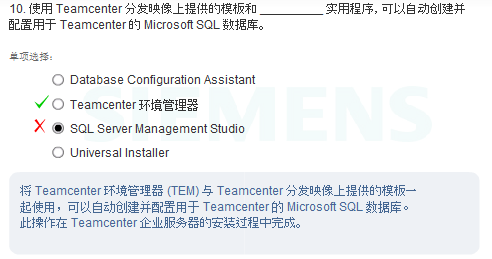 10. 使用 Teamcenter 分发映像上提供的模板和 __________ 实用程序, 可以自动创建并
配置用于 Teamcenter 的 Microsoft SQL 数据库。
单项选择:
Database Configuration Assistant
Teamcenter 环境管理器
SQL Server Management Studio
Universal Installer
SIEMENS
将 Teamcenter 环境管理器 (TEM) 与 Teamcenter 分发映像上提供的模板一
起使用，可以自动创建并配置用于 Teamcenter 的 Microsoft SQL 数据库。
此操作在 Teamcenter 企业服务器的安装过程中完成。